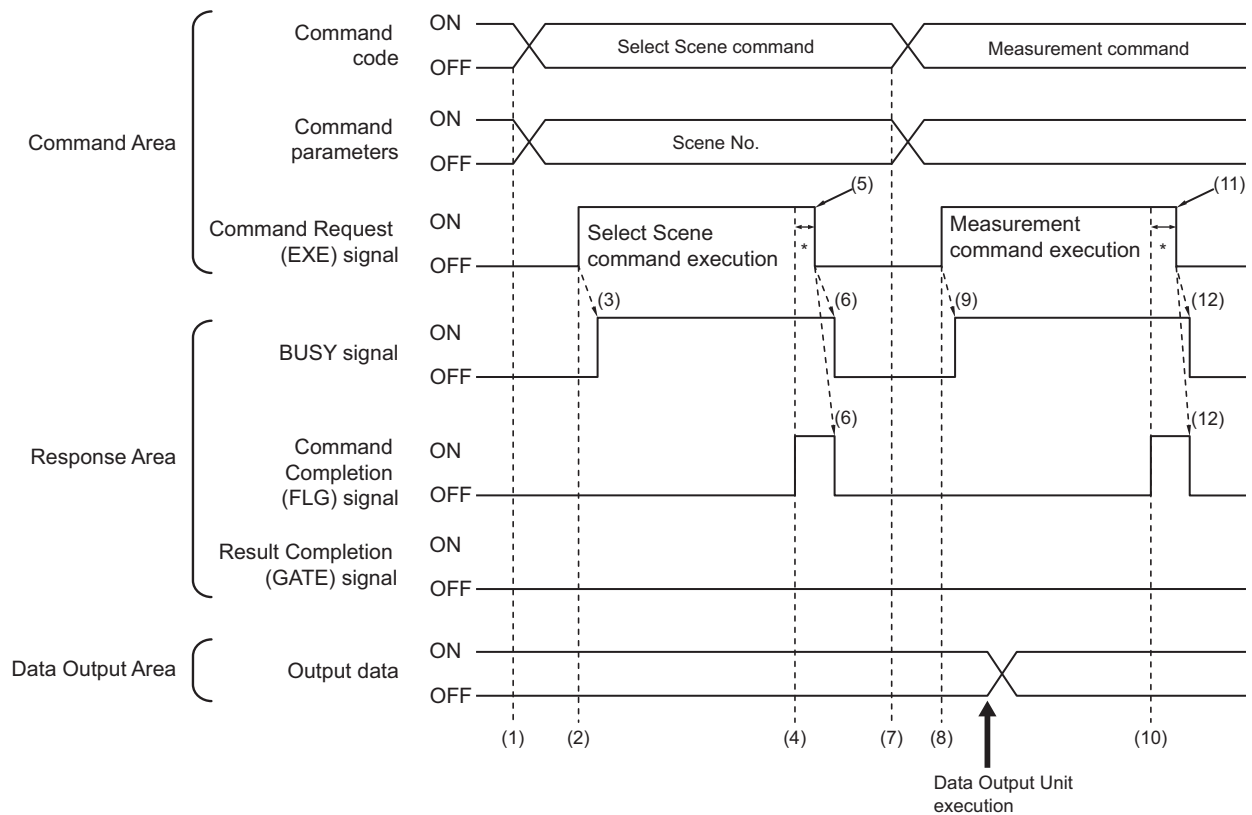 Command Area
Command
code
ON
OFF
Select Scene command
Measurement command
Command
parameters
ON
OFF
Scene No.
Command Request
(EXE) signal
ON
OFF
Select Scene
command execution
*
(5)
Measurement
command execution
*
(11)
(3)
(6)
(9)
(12)
Response Area
BUSY signal
ON
OFF
(6)
(12)
Command
Completion
(FLG) signal
ON
OFF
Result Completion
(GATE) signal
ON
OFF
Data Output Area
Output data
ON
OFF
(1)
(2)
(4)
(7)
(8)
(10)
Data Output Unit
execution